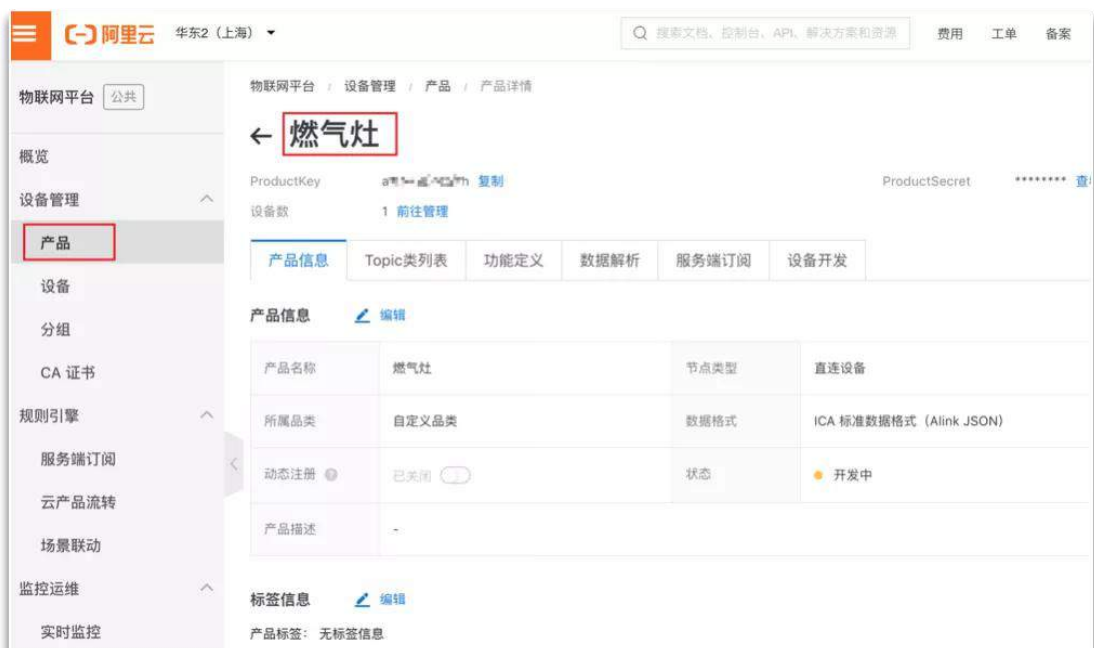 阿里云 华东2（上海） 搜索文档、控制台、API、解决方案和资源 费用 工单 备案
物联网平台 公共
概览
设备管理
产品
设备
分组
CA 证书
规则引擎
服务端订阅
云产品流转
场景联动
监控运维
实时监控
物联网平台 / 设备管理 / 产品 / 产品详情
← 燃气灶
ProductKey 复制 ProductSecret ********
设备数 1 前往管理
产品信息 Topic类列表 功能定义 数据解析 服务端订阅 设备开发
产品信息 编辑
产品名称 燃气灶 节点类型 直连设备
所属品类 自定义品类 数据格式 ICA 标准数据格式（Alink JSON）
动态注册 已关闭 状态 开发中
产品描述 -
标签信息 编辑
产品标签： 无标签信息